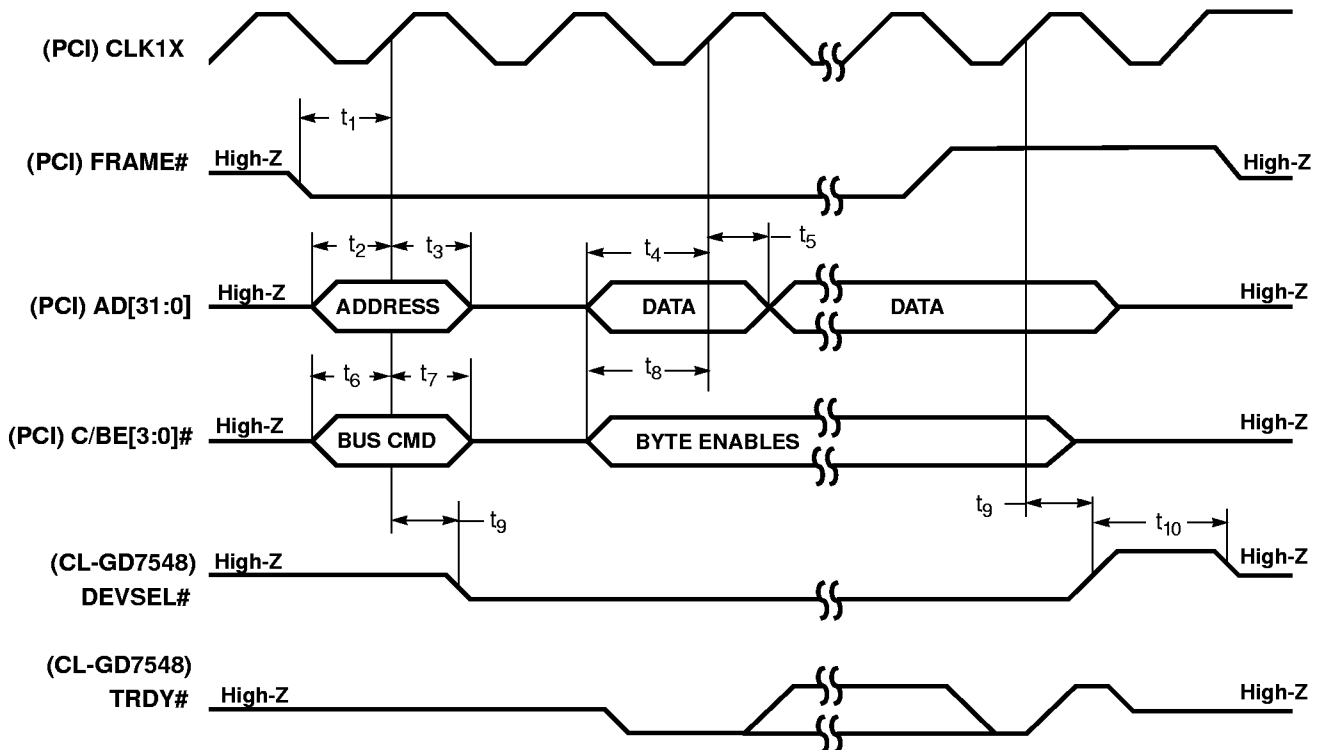 (PCI) CLK1X
t1
(PCI) FRAME#
High-Z
High-Z
t2
t3
t4
t5
(PCI) AD[31:0]
High-Z
ADDRESS
DATA
DATA
High-Z
t6
t7
t8
(PCI) C/BE[3:0]#
High-Z
BUS CMD
BYTE ENABLES
High-Z
t9
t9
t10
(CL-GD7548)
DEVSEL#
High-Z
High-Z
(CL-GD7548)
TRDY#
High-Z
High-Z